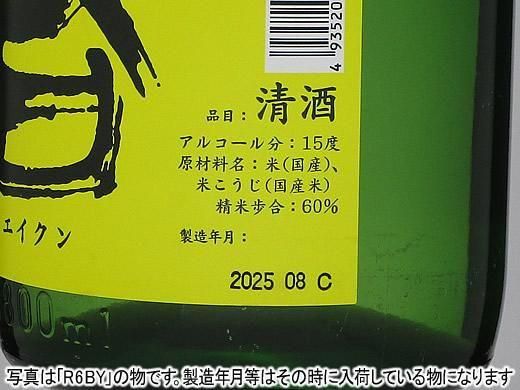 4 93520
品目：清酒
アルコール分：15度
原材料名：米(国産)、
米こうじ(国産米)
精米歩合：60%
エイクン
製造年月：
2025 08 C
800ml
写真は｢R6BY｣の物です。製造年月等はその時に入荷している物になります